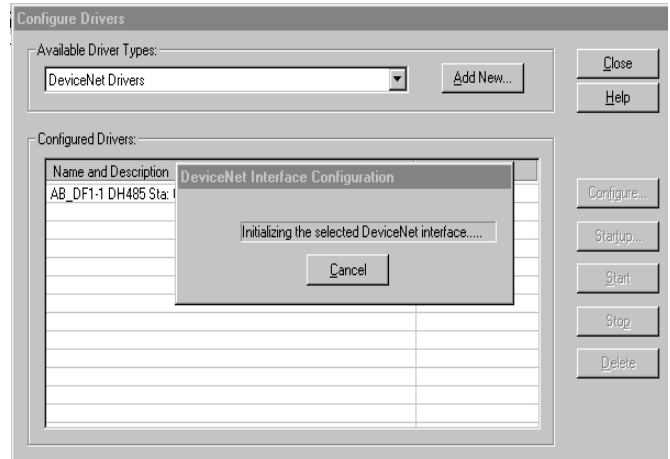 Configure Drivers
Available Driver Types:
DeviceNet Drivers
Add New...
Close
Help
Configured Drivers:
Name and Description
AB_DF1-1 DH485 Sta:
DeviceNet Interface Configuration
Initializing the selected DeviceNet interface.....
Cancel
Configure...
Startup...
Start
Stop
Delete